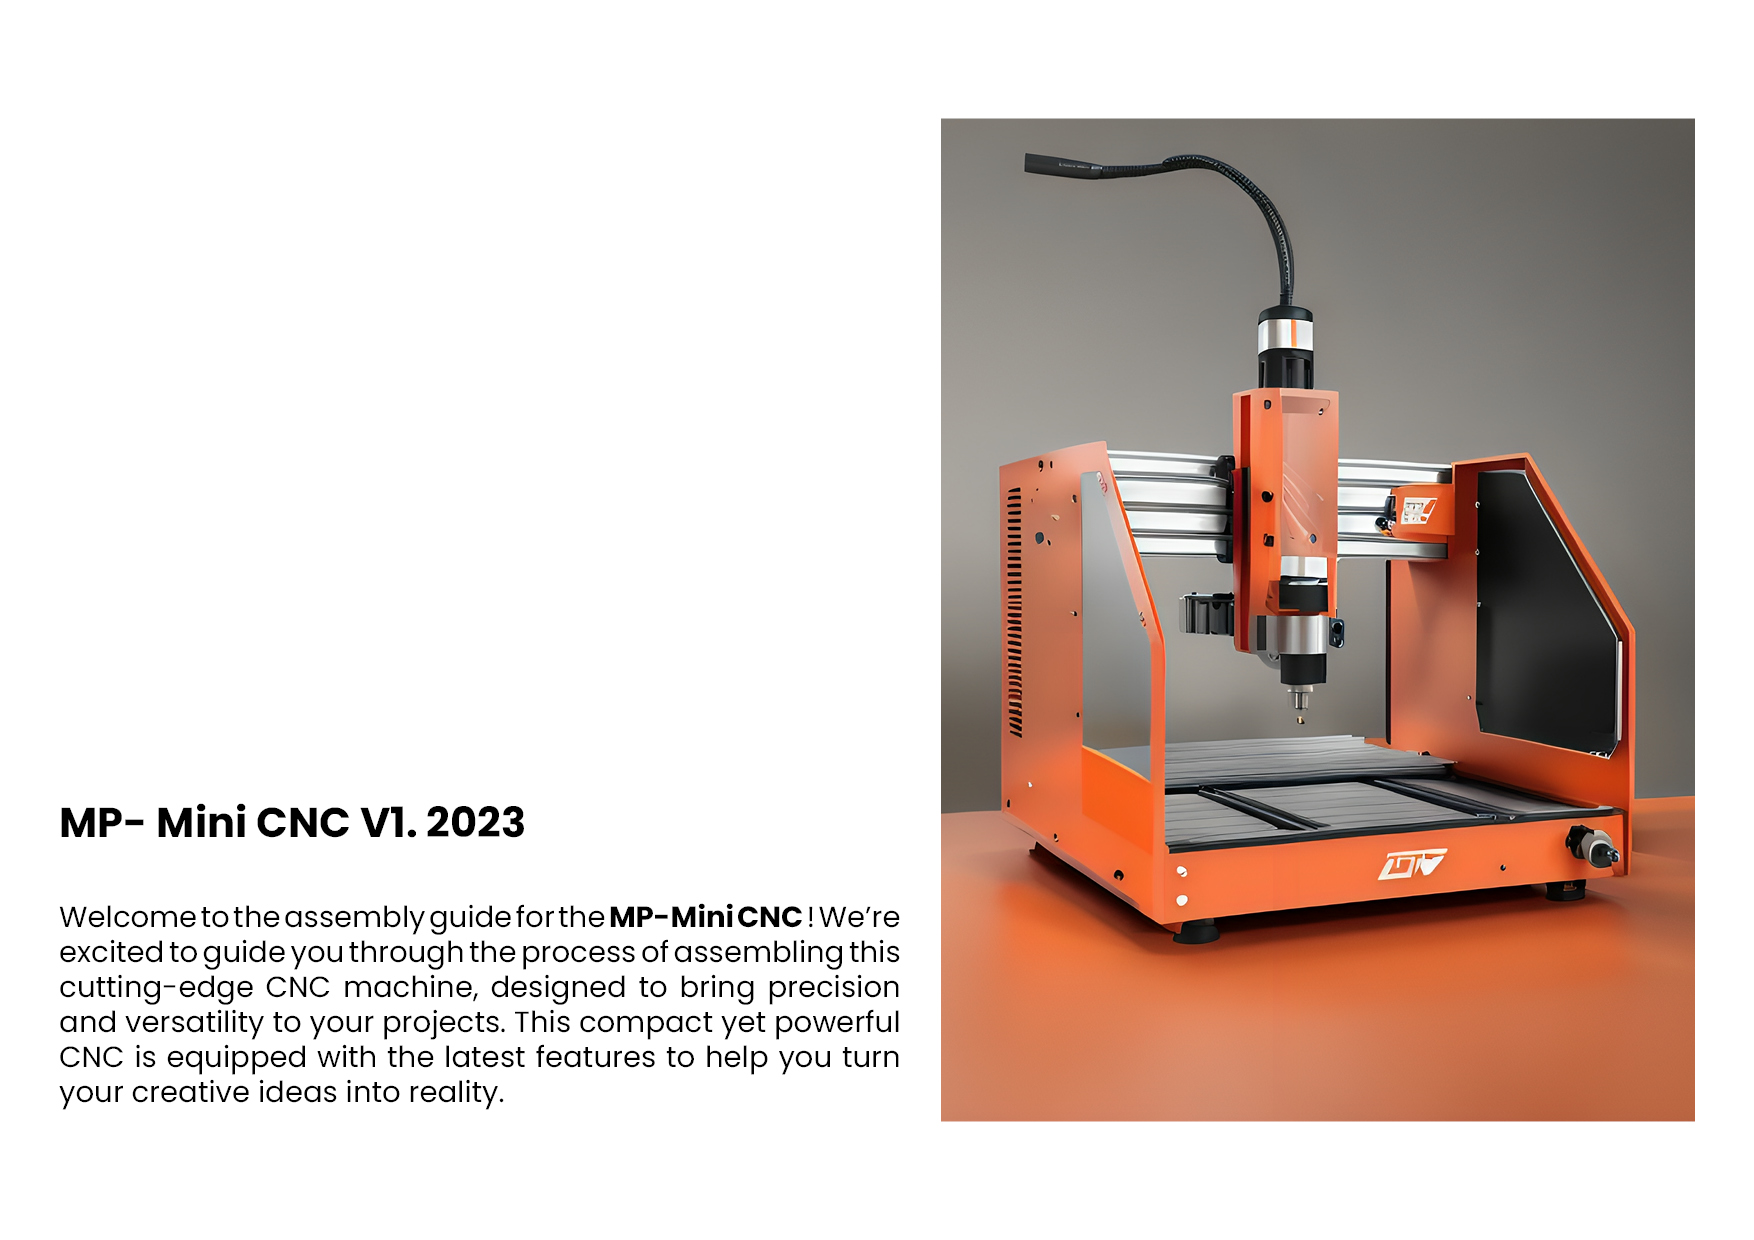 MP- Mini CNC V1. 2023
Welcome to the assembly guide for the MP-Mini CNC ! We’re
excited to guide you through the process of assembling this
cutting-edge CNC machine, designed to bring precision
and versatility to your projects. This compact yet powerful
CNC is equipped with the latest features to help you turn
your creative ideas into reality.